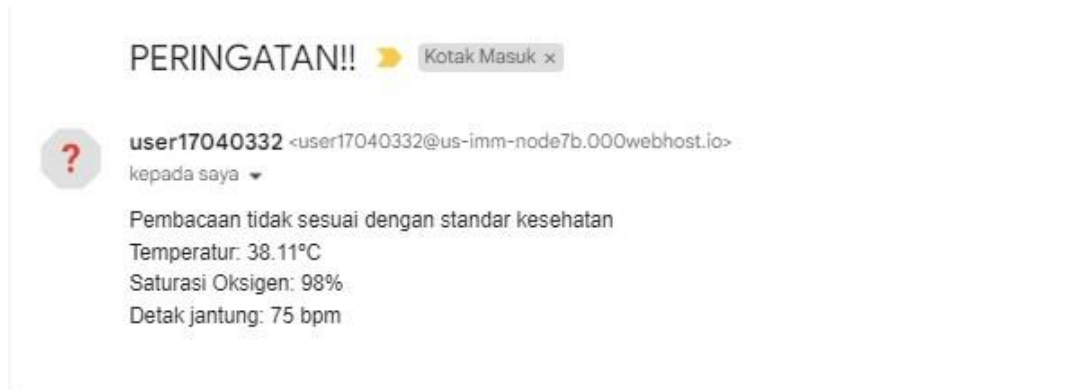 PERINGATAN!! Kotak Masuk ×
user17040332 <user17040332@us-imm-node7b.000webhost.io>
kepada saya
Pembacaan tidak sesuai dengan standar kesehatan
Temperatur: 38.11°C
Saturasi Oksigen: 98%
Detak jantung: 75 bpm